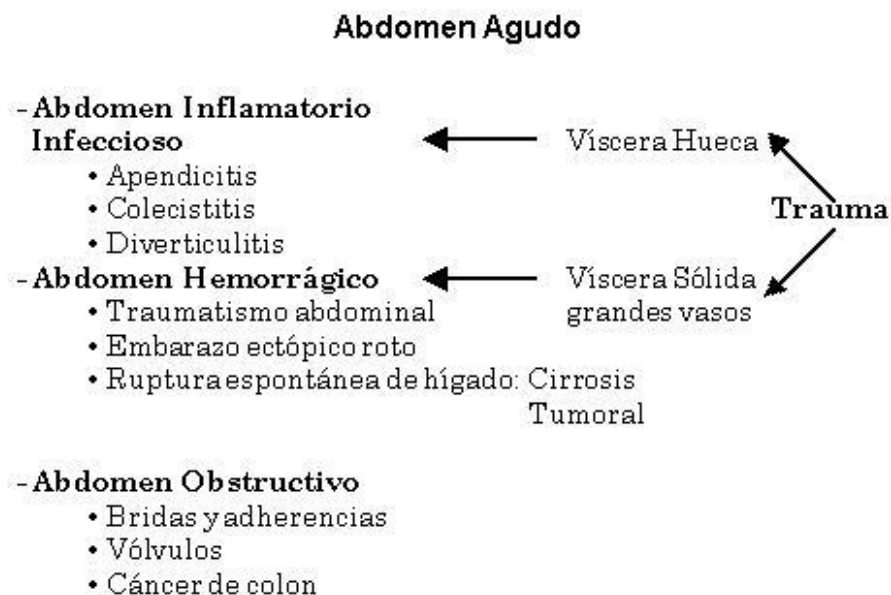 Abdomen Agudo
- Abdomen Inflamatorio
Infeccioso
Víscera Hueca
• Apendicitis
• Colecistitis
Trauma
• Diverticulitis
- Abdomen Hemorrágico
Víscera Sólida
• Traumatismo abdominal
grandes vasos
• Embarazo ectópico roto
• Ruptura espontánea de hígado: Cirrosis
Tumoral
- Abdomen Obstructivo
• Bridas y adherencias
• Vólvulos
• Cáncer de colon